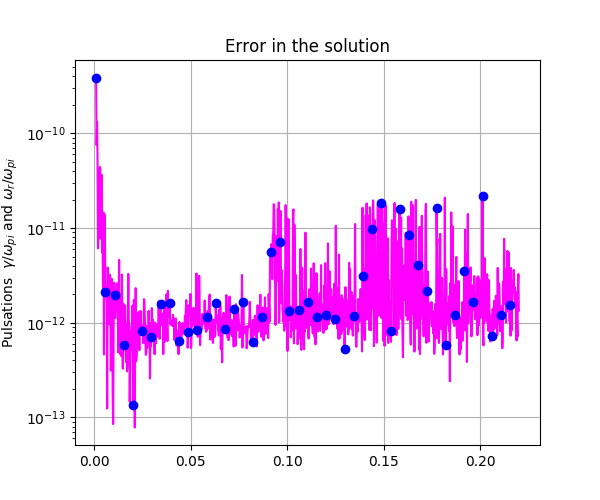 Error in the solution
Pulsations γ/ω_pi and ω_r/ω_pi
10^−10
10^−11
10^−12
10^−13
0.00 0.05 0.10 0.15 0.20